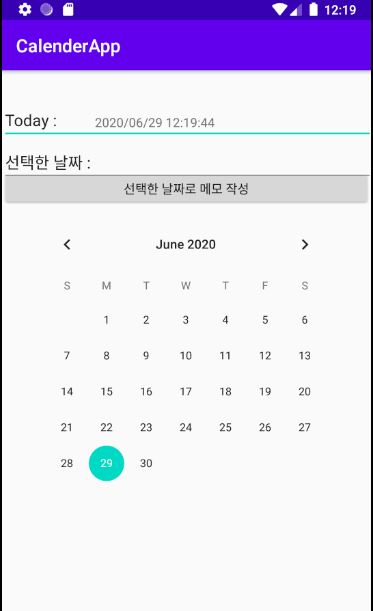 12:19
CalenderApp
Today : 2020/06/29 12:19:44
선택한 날짜 :
선택한 날짜로 메모 작성
June 2020
S M T W T F S
1 2 3 4 5 6
7 8 9 10 11 12 13
14 15 16 17 18 19 20
21 22 23 24 25 26 27
28 29 30